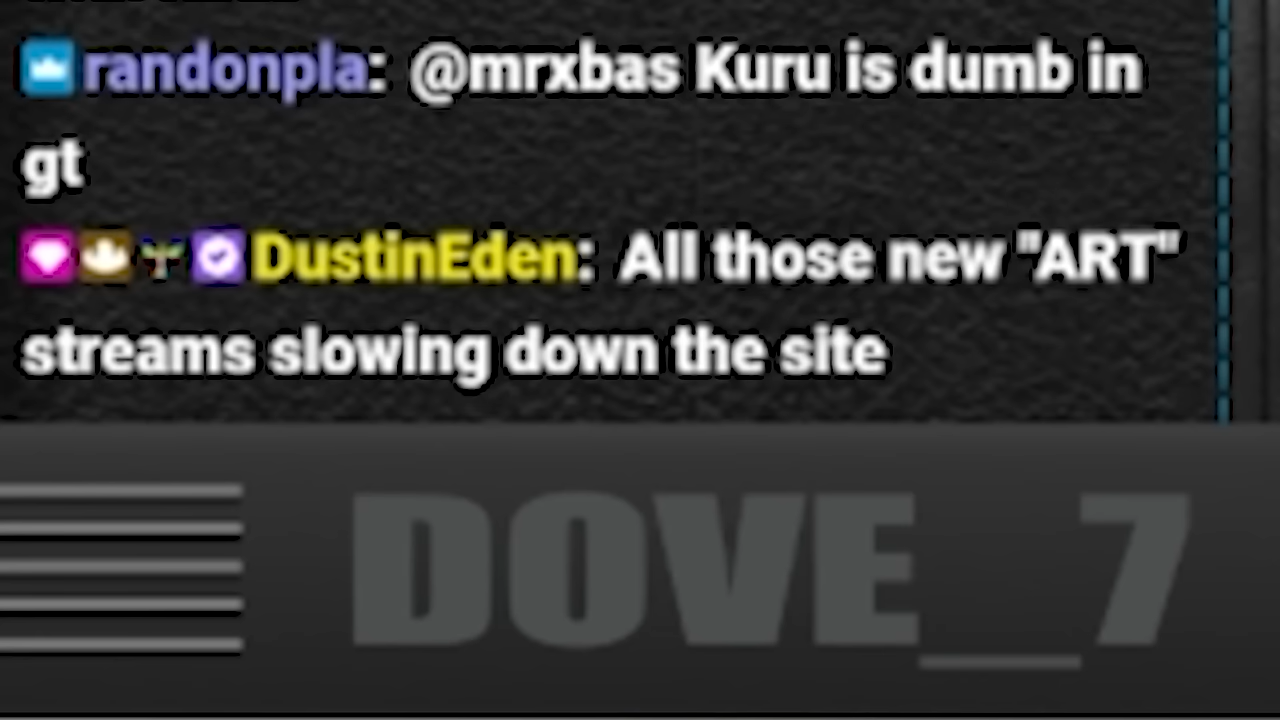 randonpla: @mrxbas Kuru is dumb in
gt
DustinEden: All those new "ART"
streams slowing down the site
DOVE_7